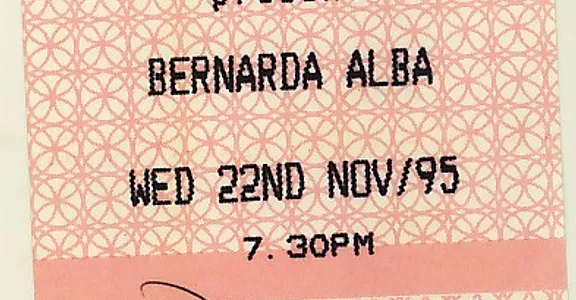 BERNARDA ALBA
WED 22ND NOV/95
7.30PM